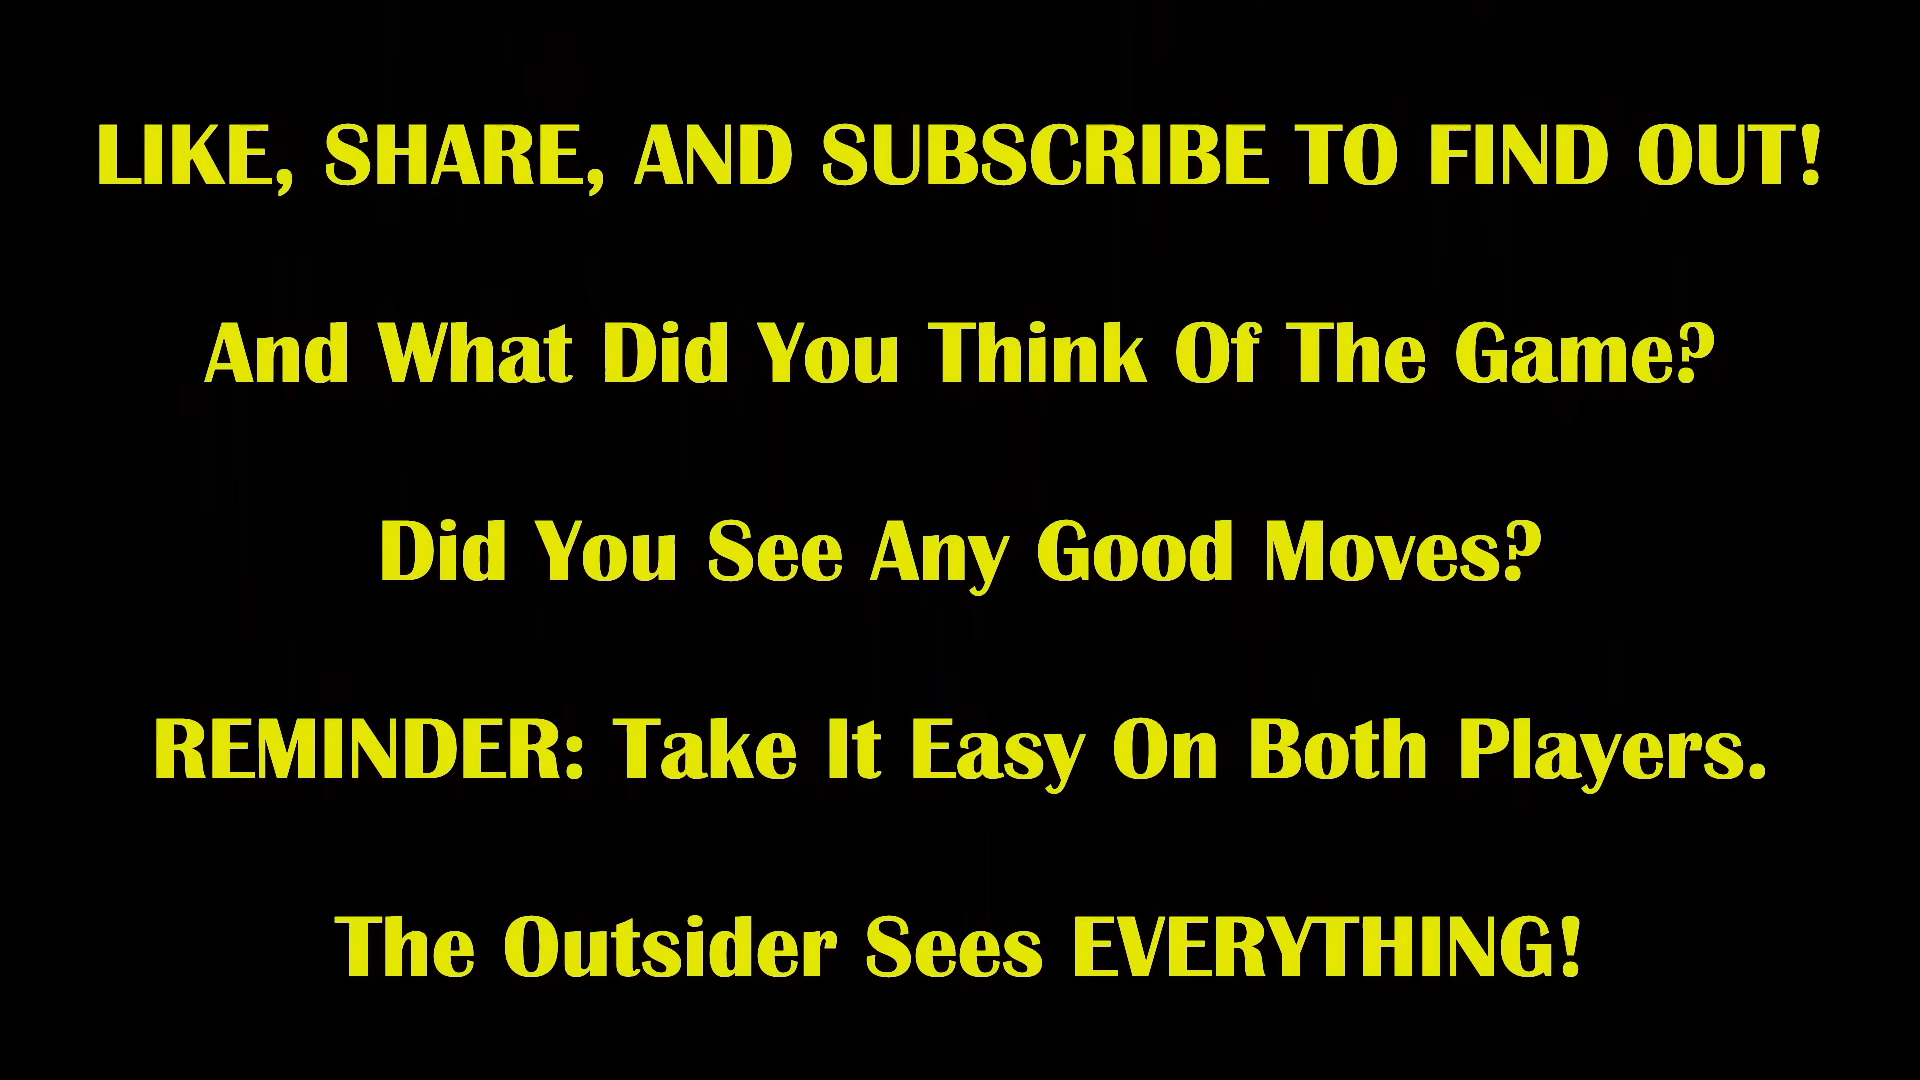 LIKE, SHARE, AND SUBSCRIBE TO FIND OUT!
And What Did You Think Of The Game?
Did You See Any Good Moves?
REMINDER: Take It Easy On Both Players.
The Outsider Sees EVERYTHING!